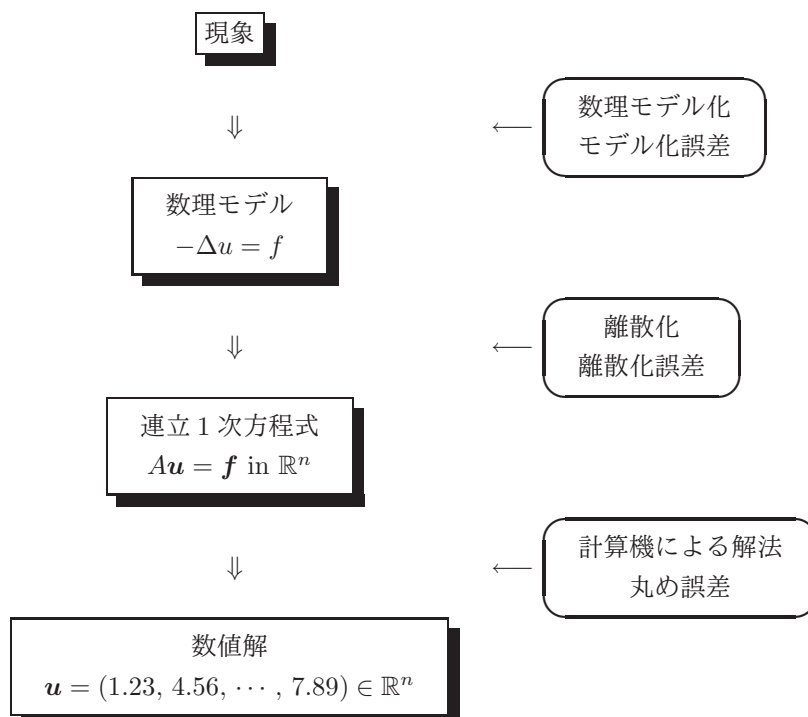 現象
⇓
← 数理モデル化
モデル化誤差
数理モデル
−Δu = f
⇓
← 離散化
離散化誤差
連立 1 次方程式
Au = f in ℝⁿ
⇓
← 計算機による解法
丸め誤差
数値解
u = (1.23, 4.56, ⋯ , 7.89) ∈ ℝⁿ